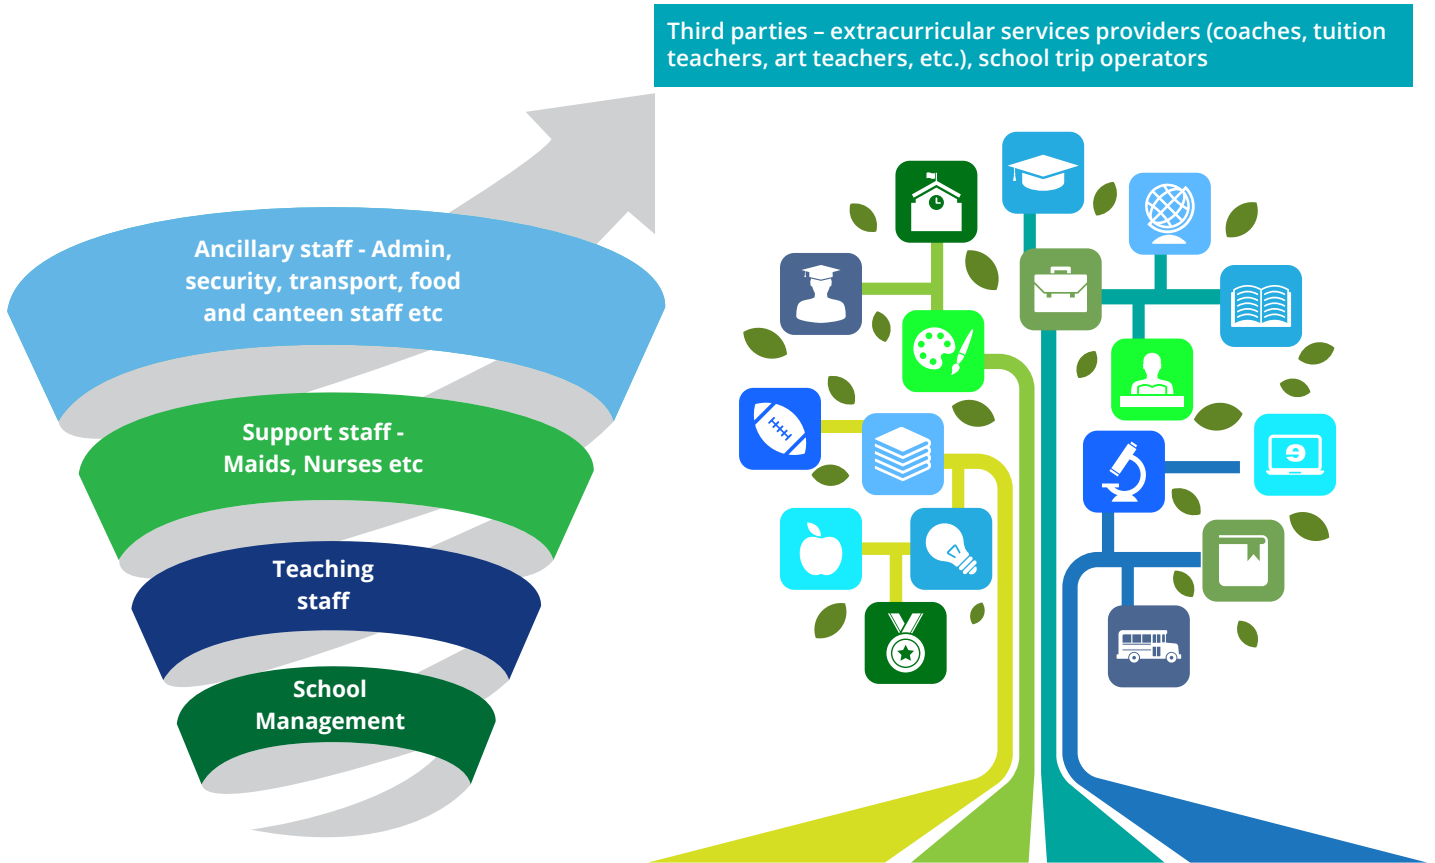 Third parties – extracurricular services providers (coaches, tuition
teachers, art teachers, etc.), school trip operators
Ancillary staff - Admin,
security, transport, food
and canteen staff etc
Support staff -
Maids, Nurses etc
Teaching
staff
School
Management